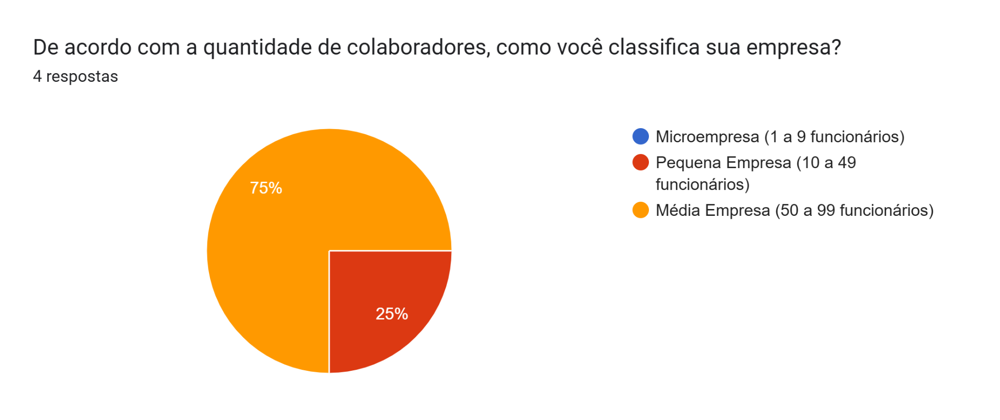 De acordo com a quantidade de colaboradores, como você classifica sua empresa?
4 respostas
75%
25%
Microempresa (1 a 9 funcionários)
Pequena Empresa (10 a 49
funcionários)
Média Empresa (50 a 99 funcionários)